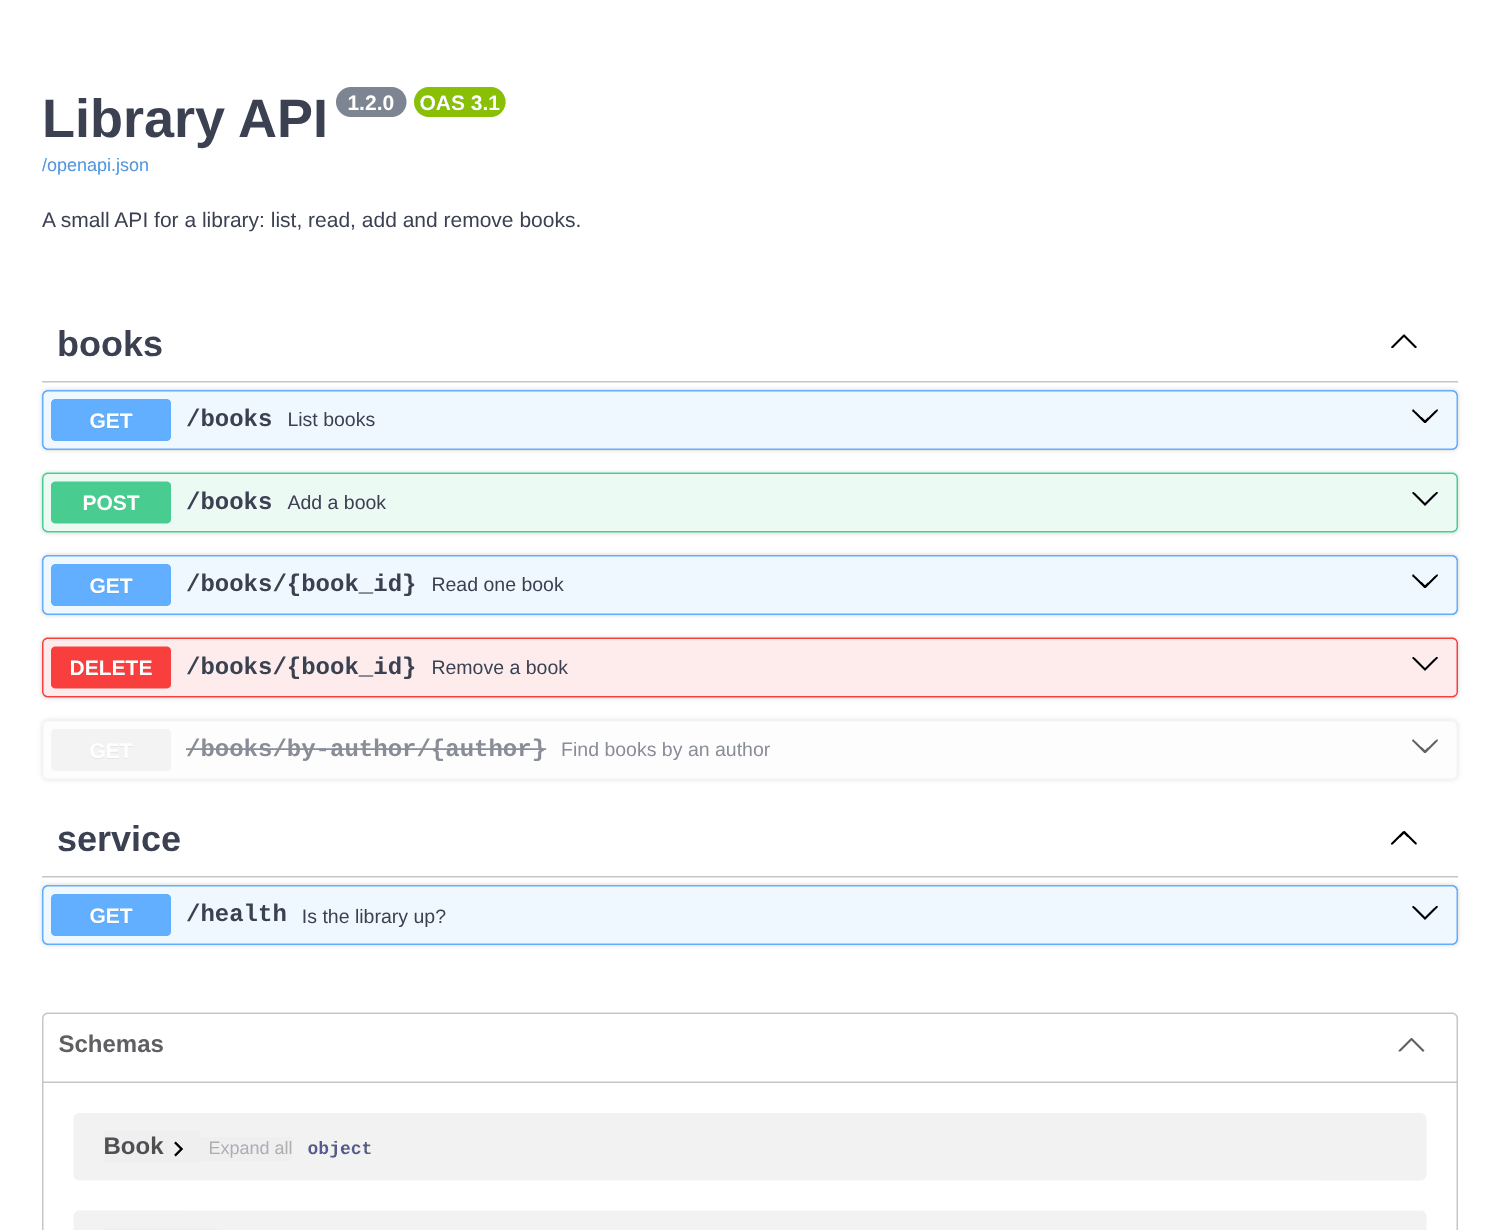 Library API 1.2.0 OAS 3.1
/openapi.json
A small API for a library: list, read, add and remove books.
books
GET /books List books
POST /books Add a book
GET /books/{book_id} Read one book
DELETE /books/{book_id} Remove a book
GET /books/by-author/{author} Find books by an author
service
GET /health Is the library up?
Schemas
Book Expand all object